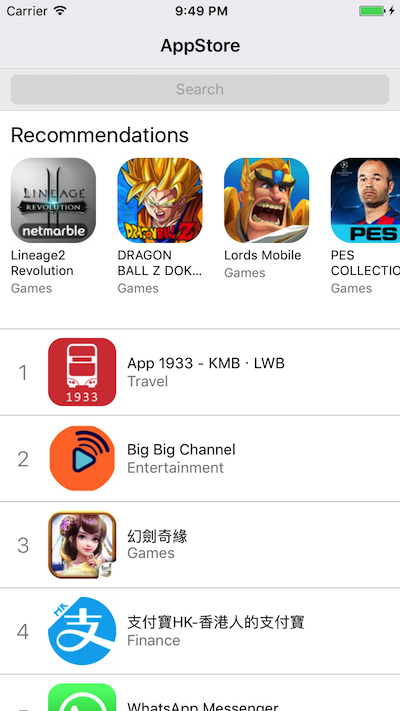 Carrier
9:49 PM
AppStore
Search
Recommendations
LINEAGE
II
REVOLUTION
netmarble
DRAGON
BALL Z
PES
Lineage2
Revolution
Games
DRAGON
BALL Z DOK...
Games
Lords Mobile
Games
PES
COLLECTIO
Games
1
1933
App 1933 - KMB · LWB
Travel
2
Big Big Channel
Entertainment
3
幻劍奇緣
Games
4
HK
支
支付寶HK-香港人的支付寶
Finance
WhatsApp Messenger